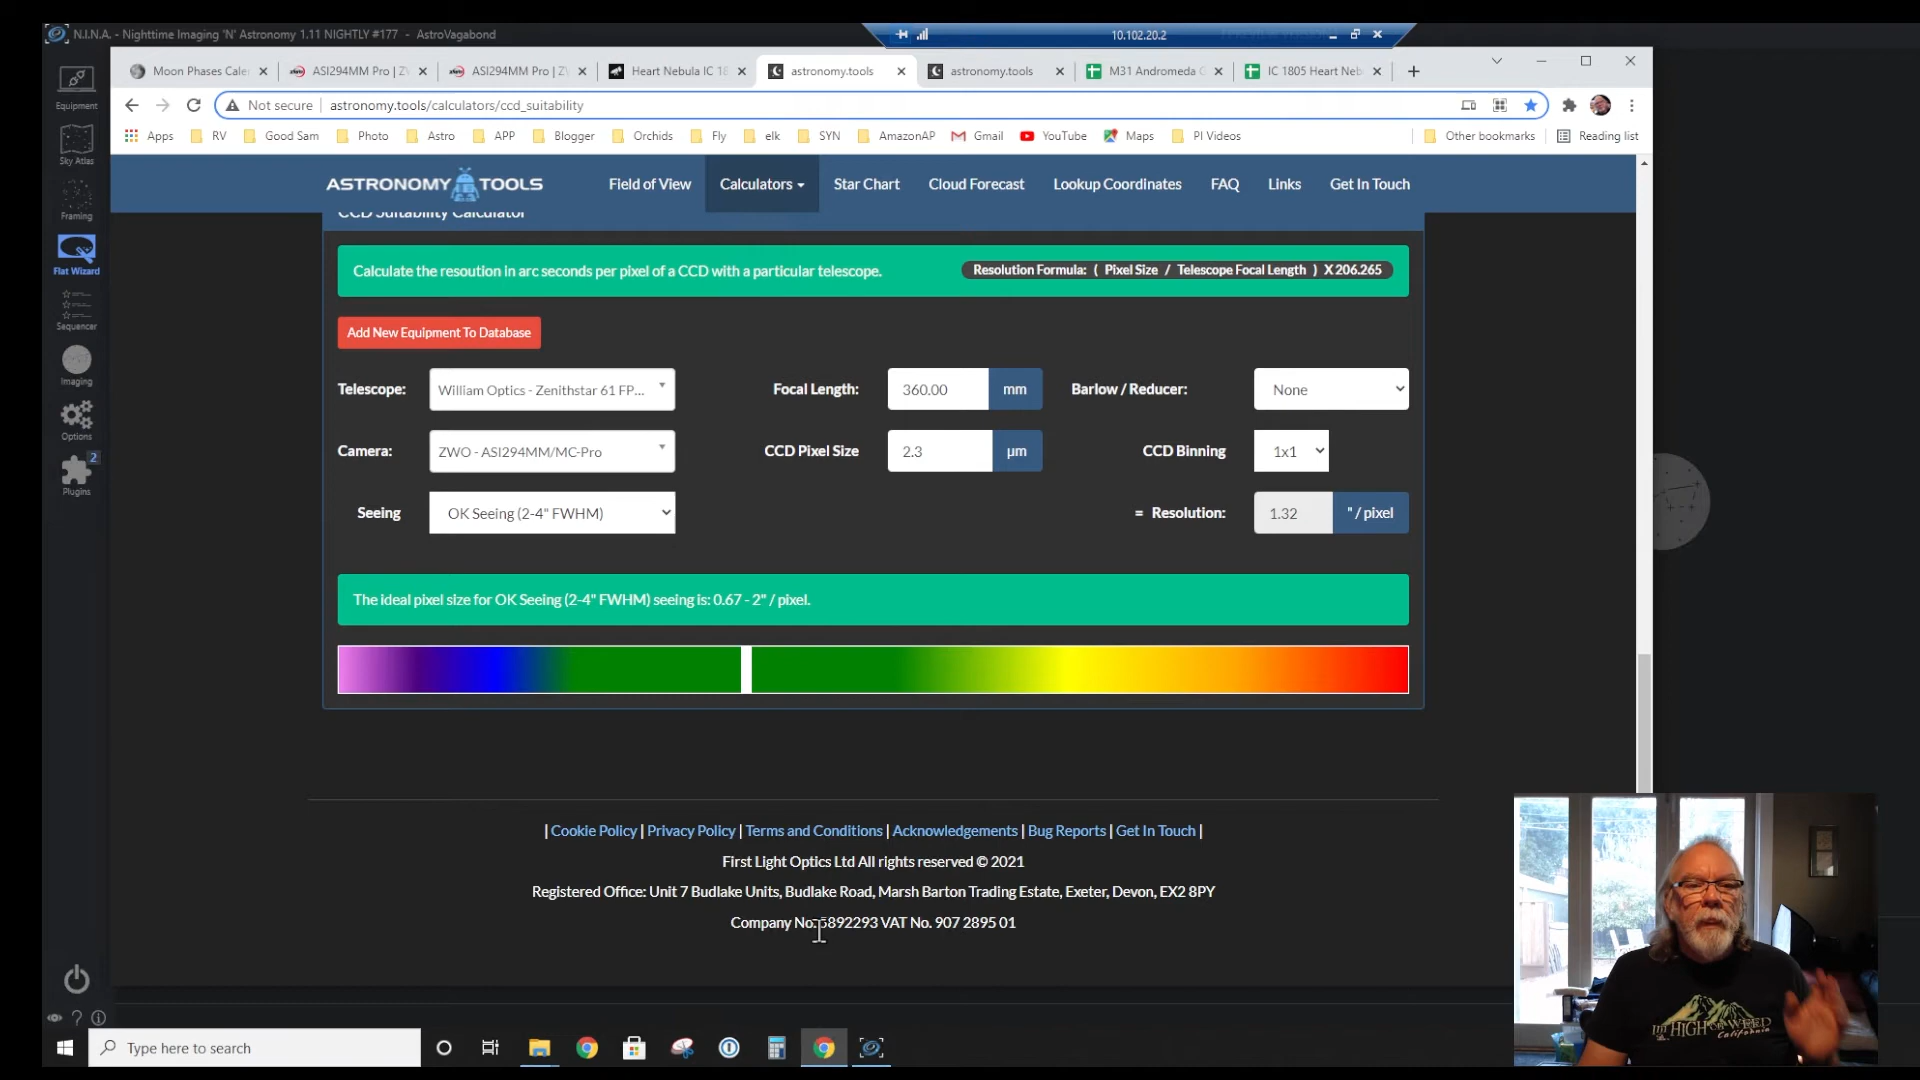 N.I.N.A. - Nighttime Imaging 'N' Astronomy 1.11 NIGHTLY #177 - AstroVagabond
10.102.20.2
Moon Phases Cale
ASI294MM Pro | Z
ASI294MM Pro | Z
Heart Nebula IC 18
astronomy.tools
astronomy.tools
M31 Andromeda G
IC 1805 Heart Neb
Not secure
astronomy.tools/calculators/ccd_suitability
Apps
RV
Good Sam
Photo
Astro
APP
Blogger
Orchids
Fly
elk
SYN
AmazonAP
Gmail
YouTube
Maps
PI Videos
Other bookmarks
Reading list
Equipment
Sky Atlas
Framing
Flat Wizard
Sequencer
Imaging
Options
2
Plugins
ASTRONOMY TOOLS
Field of View
Calculators
Star Chart
Cloud Forecast
Lookup Coordinates
FAQ
Links
Get In Touch
CCD Suitability Calculator
Calculate the resoution in arc seconds per pixel of a CCD with a particular telescope.
Resolution Formula: ( Pixel Size / Telescope Focal Length ) X 206.265
Add New Equipment To Database
Telescope:
William Optics - Zenithstar 61 FP...
Focal Length:
360.00
mm
Barlow / Reducer:
None
Camera:
ZWO - ASI294MM/MC-Pro
CCD Pixel Size
2.3
µm
CCD Binning
1x1
Seeing
OK Seeing (2-4" FWHM)
= Resolution:
1.32
" / pixel
The ideal pixel size for OK Seeing (2-4" FWHM) seeing is: 0.67 - 2" / pixel.
| Cookie Policy | Privacy Policy | Terms and Conditions | Acknowledgements | Bug Reports | Get In Touch |
First Light Optics Ltd All rights reserved © 2021
Registered Office: Unit 7 Budlake Units, Budlake Road, Marsh Barton Trading Estate, Exeter, Devon, EX2 8PY
Company No: 5892293 VAT No. 907 2895 01
HIGH ON WEED
California
Type here to search